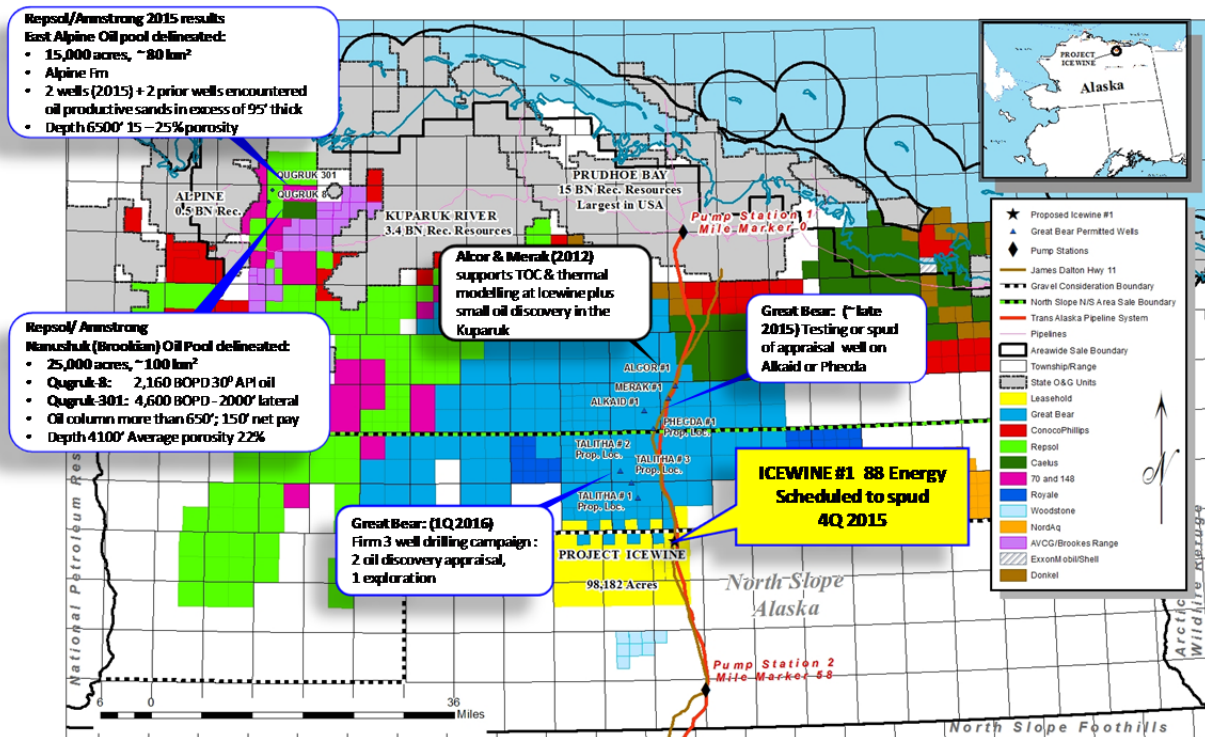 Repsol/Armstrong 2015 results
East Alpine Oil pool delineated:
• 15,000 acres, ~80 km²
• Alpine Fm
• 2 wells (2015) + 2 prior wells encountered
oil productive sands in excess of 95' thick
• Depth 6500' 15 – 25% porosity
PROJECT
ICEWINE
Alaska
QUGRUK 301
QUGRUK 8
ALPINE
0.5 BN Rec.
KUPARUK RIVER
3.4 BN Rec. Resources
PRUDHOE BAY
15 BN Rec. Resources
Largest in USA
Pump Station 1
Mile Marker 0
Alcor & Merak (2012)
supports TOC & thermal
modelling at Icewine plus
small oil discovery in the
Kuparuk
Great Bear: (~late
2015) Testing or spud
of appraisal well on
Alkaid or Phecda
Repsol/ Armstrong
Nanushuk (Brookian) Oil Pool delineated:
• 25,000 acres, ~100 km²
• Qugruk-8: 2,160 BOPD 30⁰ API oil
• Qugruk-301: 4,600 BOPD - 2000' lateral
• Oil column more than 650'; 150' net pay
• Depth 4100' Average porosity 22%
ALCOR #1
MERAK #1
ALKAID #1
PHECDA #1
Prop. Loc.
TALITHA # 2
Prop. Loc.
TALITHA # 3
Prop. Loc.
TALITHA # 1
Prop. Loc.
ICEWINE #1 88 Energy
Scheduled to spud
4Q 2015
Great Bear: (1Q 2016)
Firm 3 well drilling campaign :
2 oil discovery appraisal,
1 exploration
PROJECT ICEWINE
98,182 Acres
North Slope
Alaska
National Petroleum Res
Arctic
Wildlife Refuge
Pump Station 2
Mile Marker 58
North Slope Foothills
6 0 36
Miles
Proposed Icewine #1
Great Bear Permitted Wells
Pump Stations
James Dalton Hwy 11
Gravel Consideration Boundary
North Slope N/S Area Sale Boundary
Trans Alaska Pipeline System
Pipelines
Areawide Sale Boundary
Township/Range
State O&G Units
Leasehold
Great Bear
ConocoPhillips
Repsol
Caelus
70 and 148
Royale
Woodstone
NordAq
AVCG/Brookes Range
ExxonMobil/Shell
Donkel
N